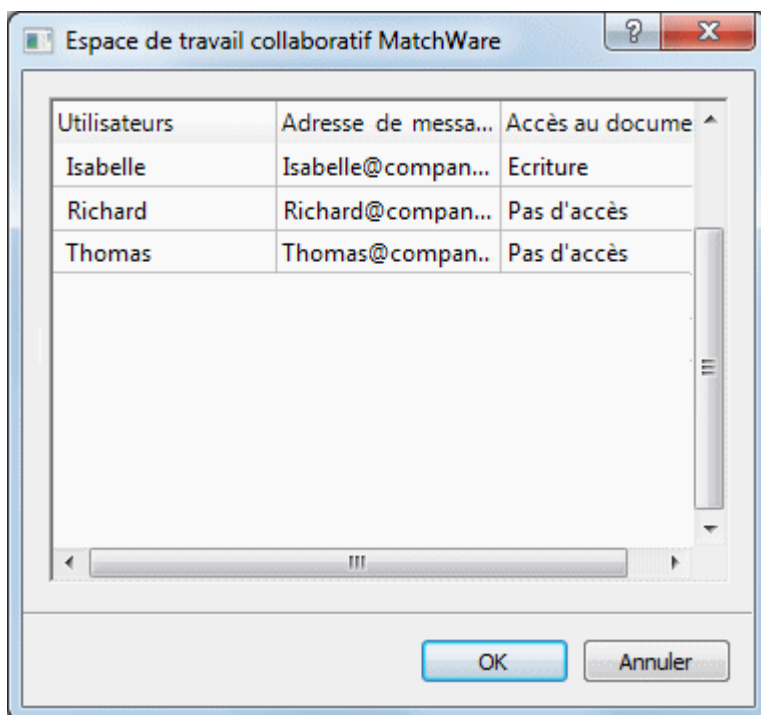 Espace de travail collaboratif MatchWare
Utilisateurs Adresse de messa... Accès au docume
Isabelle Isabelle@compan... Ecriture
Richard Richard@compan... Pas d'accès
Thomas Thomas@compan.. Pas d'accès
OK Annuler